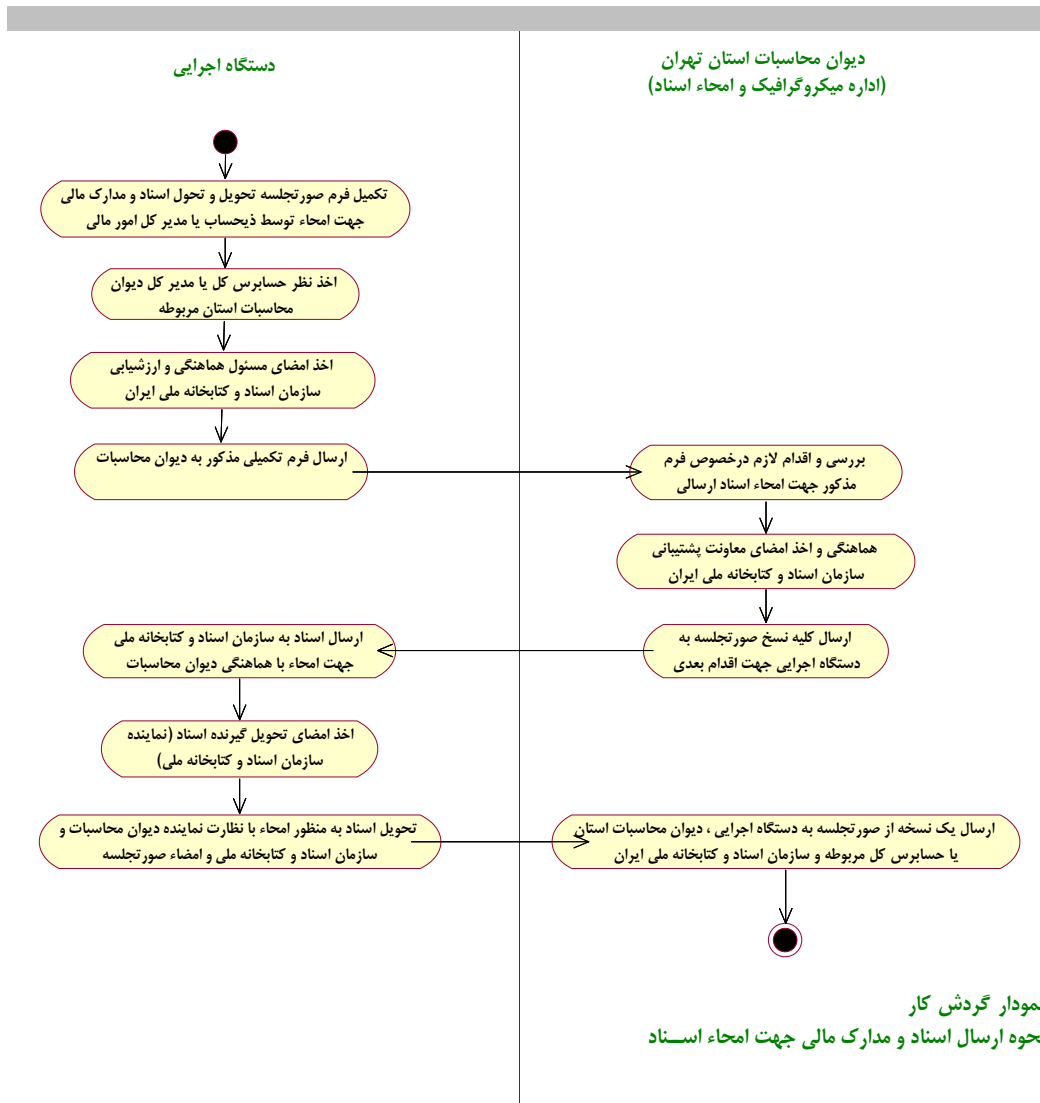 دستگاه اجرایی
دیوان محاسبات استان تهران
(اداره میکروگرافیک و امحاء اسناد)
تکمیل فرم صورتجلسه تحویل و تحول اسناد و مدارک مالی
جهت امحاء توسط ذیحساب یا مدیر کل امور مالی
اخذ نظر حسابرس کل یا مدیر کل دیوان
محاسبات استان مربوطه
اخذ امضای مسئول هماهنگی و ارزشیابی
سازمان اسناد و کتابخانه ملی ایران
ارسال فرم تکمیلی مذکور به دیوان محاسبات
بررسی و اقدام لازم درخصوص فرم
مذکور جهت امحاء اسناد ارسالی
هماهنگی و اخذ امضای معاونت پشتیبانی
سازمان اسناد و کتابخانه ملی ایران
ارسال کلیه نسخ صورتجلسه به
دستگاه اجرایی جهت اقدام بعدی
ارسال اسناد به سازمان اسناد و کتابخانه ملی
جهت امحاء با هماهنگی دیوان محاسبات
اخذ امضای تحویل گیرنده اسناد (نماینده
سازمان اسناد و کتابخانه ملی)
تحویل اسناد به منظور امحاء با نظارت نماینده دیوان محاسبات و
سازمان اسناد و کتابخانه ملی و امضاء صورتجلسه
ارسال یک نسخه از صورتجلسه به دستگاه اجرایی ، دیوان محاسبات استان
یا حسابرس کل مربوطه و سازمان اسناد و کتابخانه ملی ایران
نمودار گردش کار
نحوه ارسال اسناد و مدارک مالی جهت امحاء اســناد